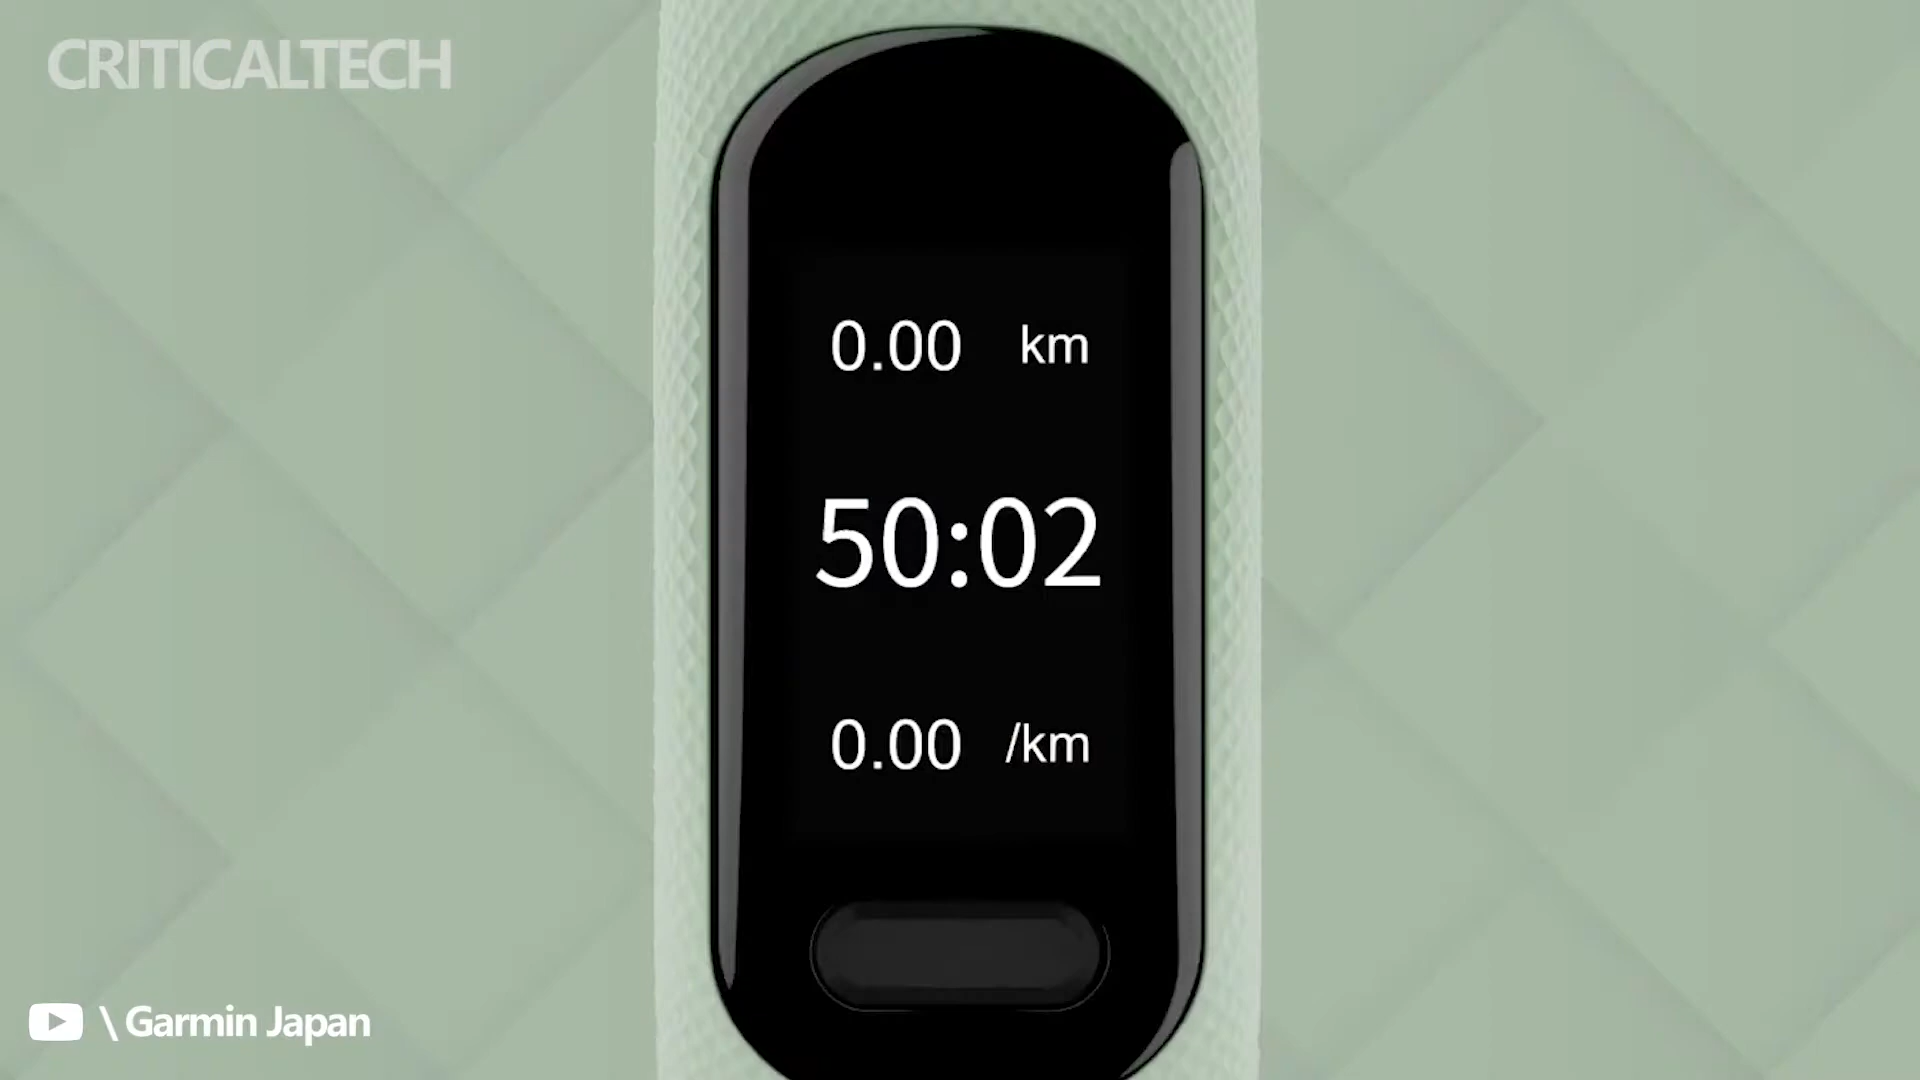 CRITICALTECH
0.00 km
50:02
0.00 /km
\ Garmin Japan